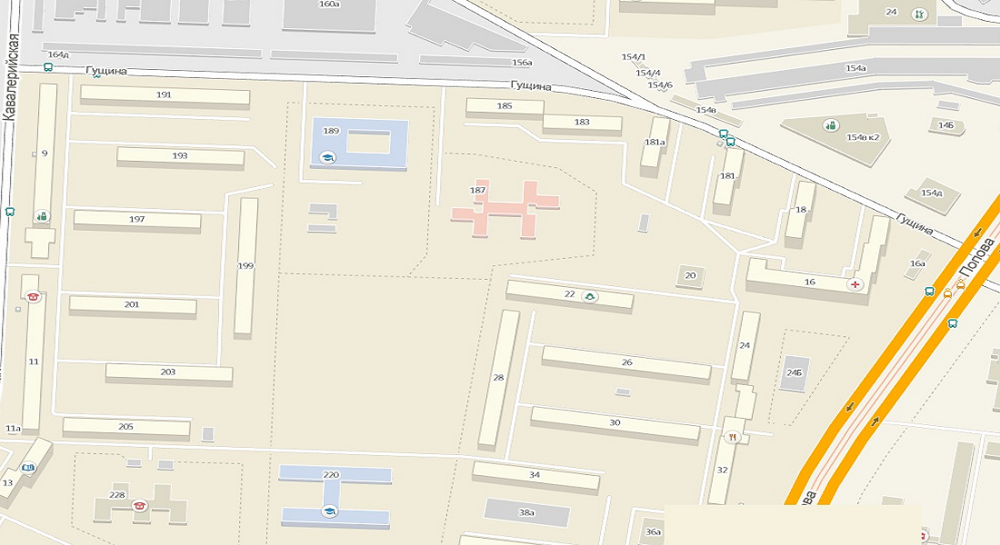 160а
24
Кавалерийская
164д
156а
154/1
154а
Гущина
154/4
Гущина
154/6
191
185
154в
183
14б
189
181а
154в к2
9
193
181
187
154д
18
197
Гущина
Попова
199
16а
20
16
22
201
24
11
26
203
28
24Б
30
205
11а
32
34
220
13
228
38а
ова
36а